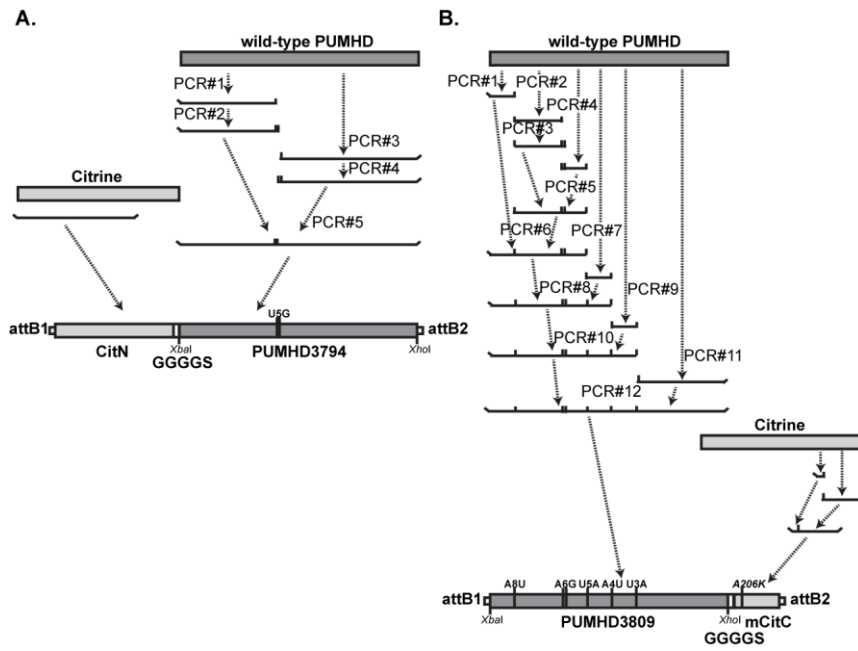 A.
wild-type PUMHD
PCR#1
PCR#2
PCR#3
PCR#4
Citrine
PCR#5
U5G
attB1
attB2
CitN
XbaI
PUMHD3794
XhoI
GGGGS
B.
wild-type PUMHD
PCR#1
PCR#2
PCR#4
PCR#3
PCR#5
PCR#6
PCR#7
PCR#8
PCR#9
PCR#10
PCR#11
PCR#12
Citrine
A8U
A6G
U5A
A4U
U3A
A206K
attB1
attB2
XbaI
PUMHD3809
XhoI
mCitC
GGGGS